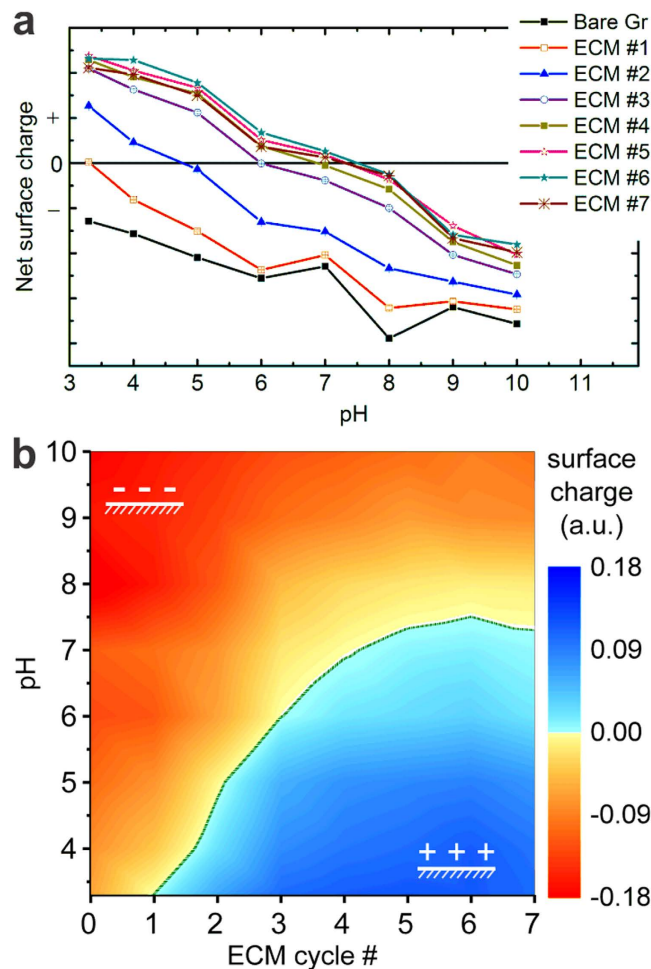 a
Bare Gr
ECM #1
ECM #2
ECM #3
ECM #4
ECM #5
ECM #6
ECM #7
Net surface charge
+
0
−
3 4 5 6 7 8 9 10 11
pH
b
surface
charge
(a.u.)
10
9
8
7
6
5
4
pH
- - -
+ + +
0.18
0.09
0.00
-0.09
-0.18
0 1 2 3 4 5 6 7
ECM cycle #